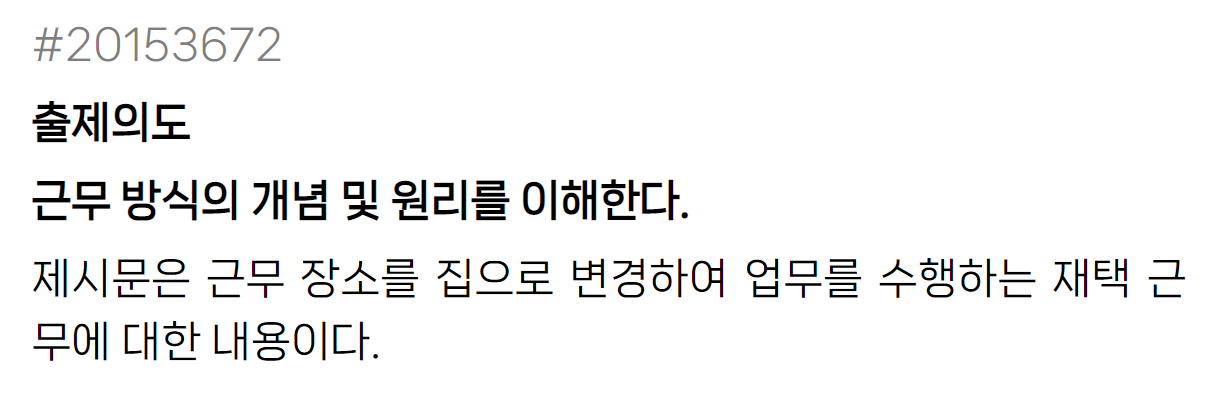 #20153672
출제의도
근무 방식의 개념 및 원리를 이해한다.
제시문은 근무 장소를 집으로 변경하여 업무를 수행하는 재택 근
무에 대한 내용이다.